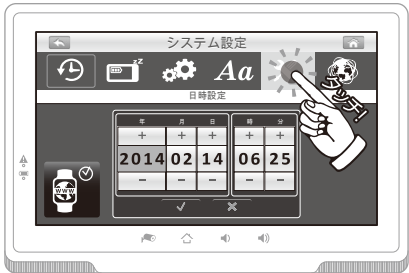 システム設定
zZ
Aa
タッチ!
日時設定
年 月 日 時 分
+ + + + +
2014 02 14 06 25
− − − − −
www